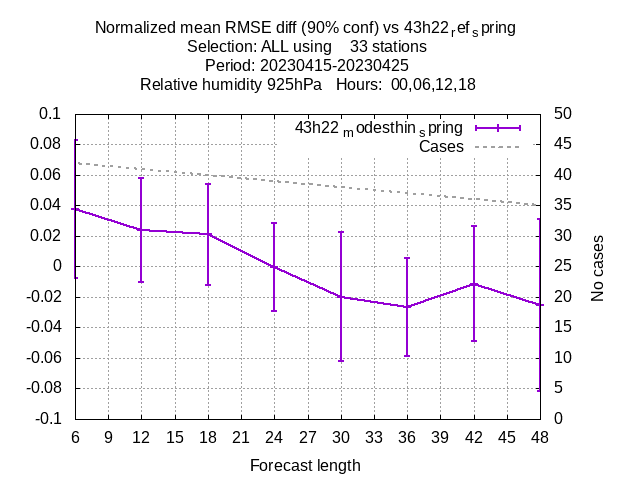 Normalized mean RMSE diff (90% conf) vs 43h22refspring
Selection: ALL using 33 stations
Period: 20230415-20230425
Relative humidity 925hPa Hours: 00,06,12,18
43h22modesthinspring
Cases
0.1
0.08
0.06
0.04
0.02
0
-0.02
-0.04
-0.06
-0.08
-0.1
50
45
40
35
30
25
20
15
10
5
0
No cases
6 9 12 15 18 21 24 27 30 33 36 39 42 45 48
Forecast length